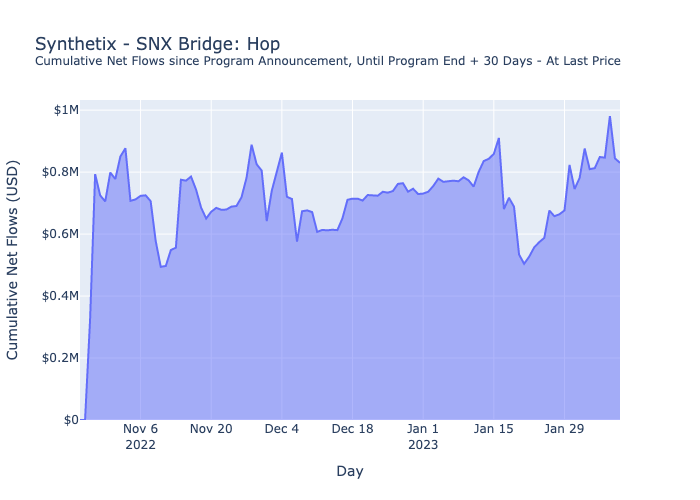 Synthetix - SNX Bridge: Hop
Cumulative Net Flows since Program Announcement, Until Program End + 30 Days - At Last Price
$1M
$0.8M
$0.6M
$0.4M
$0.2M
$0
Cumulative Net Flows (USD)
Nov 6 Nov 20 Dec 4 Dec 18 Jan 1 Jan 15 Jan 29
2022 2023
Day